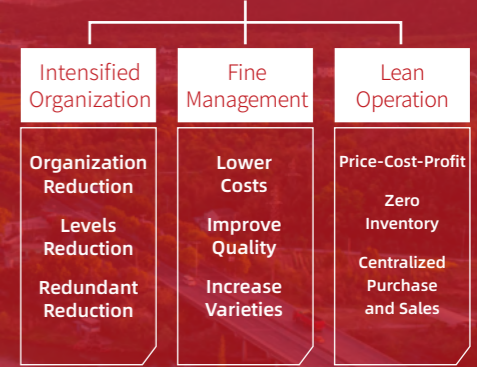 Intensified
Organization
Organization
Reduction
Levels
Reduction
Redundant
Reduction
Fine
Management
Lower
Costs
Improve
Quality
Increase
Varieties
Lean
Operation
Price-Cost-Profit
Zero
Inventory
Centralized
Purchase
and Sales